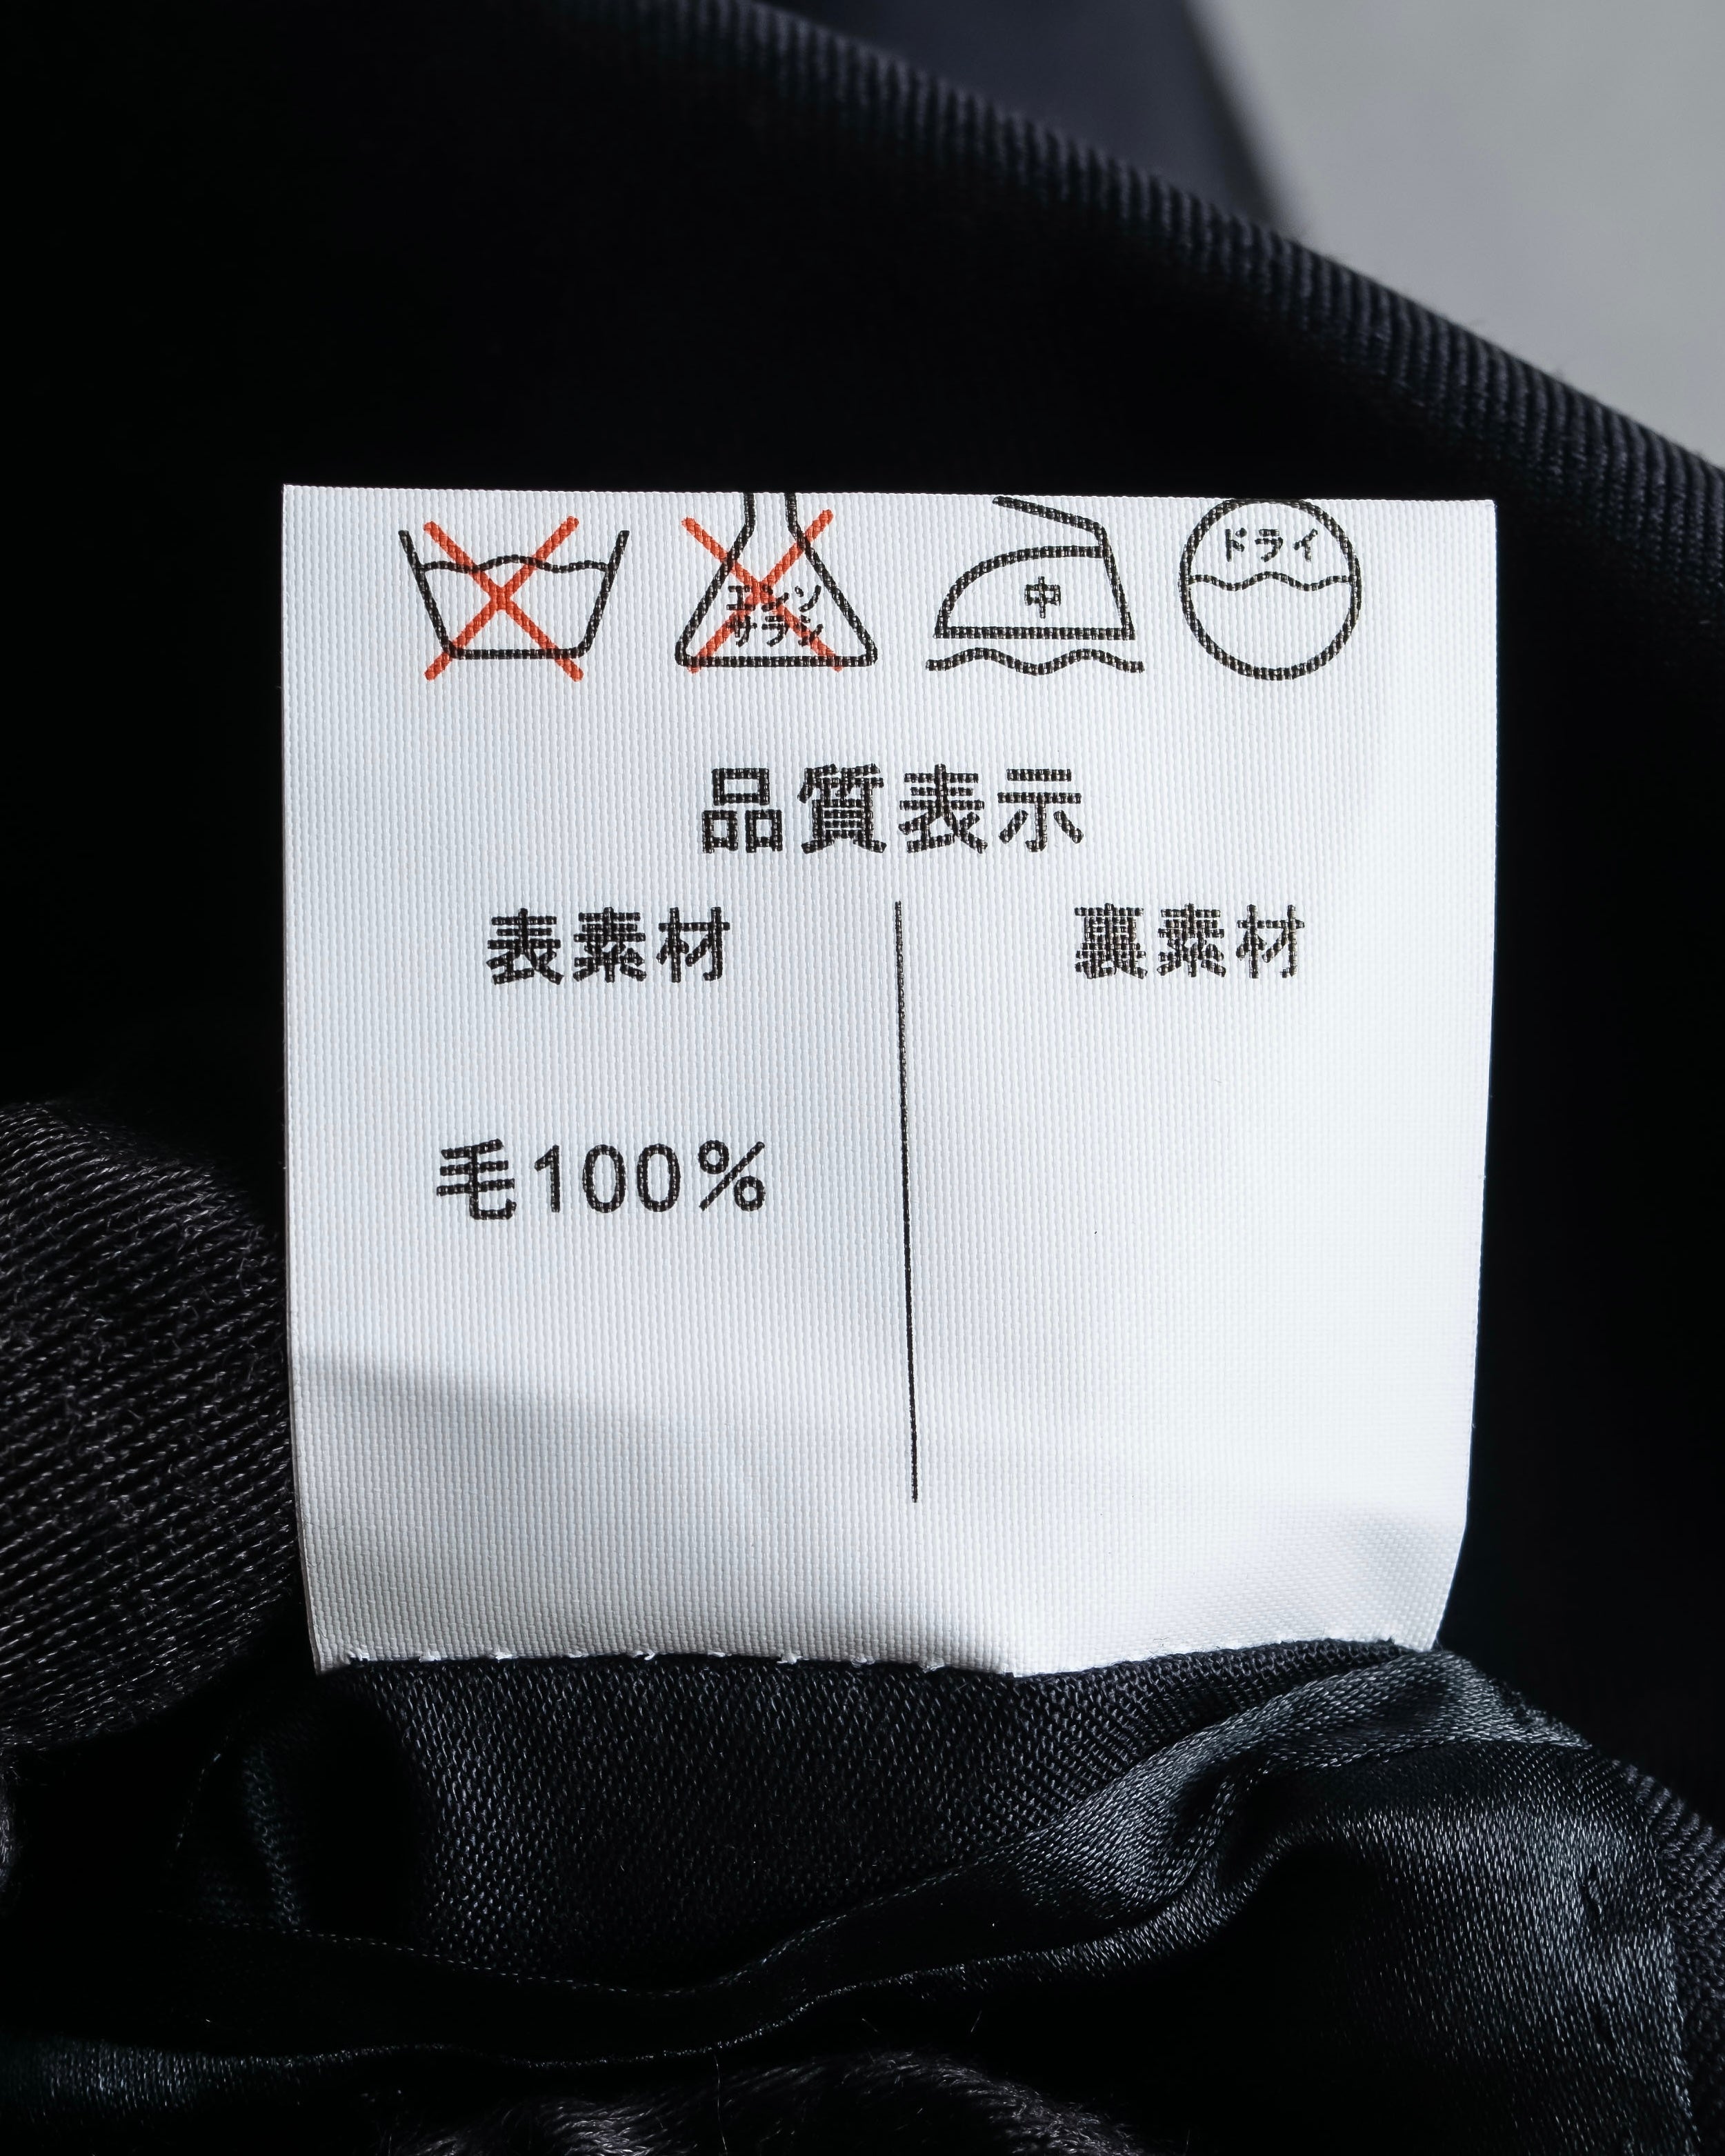 エンソ
サラシ
中
ドライ
品質表示
表素材
裏素材
毛100%